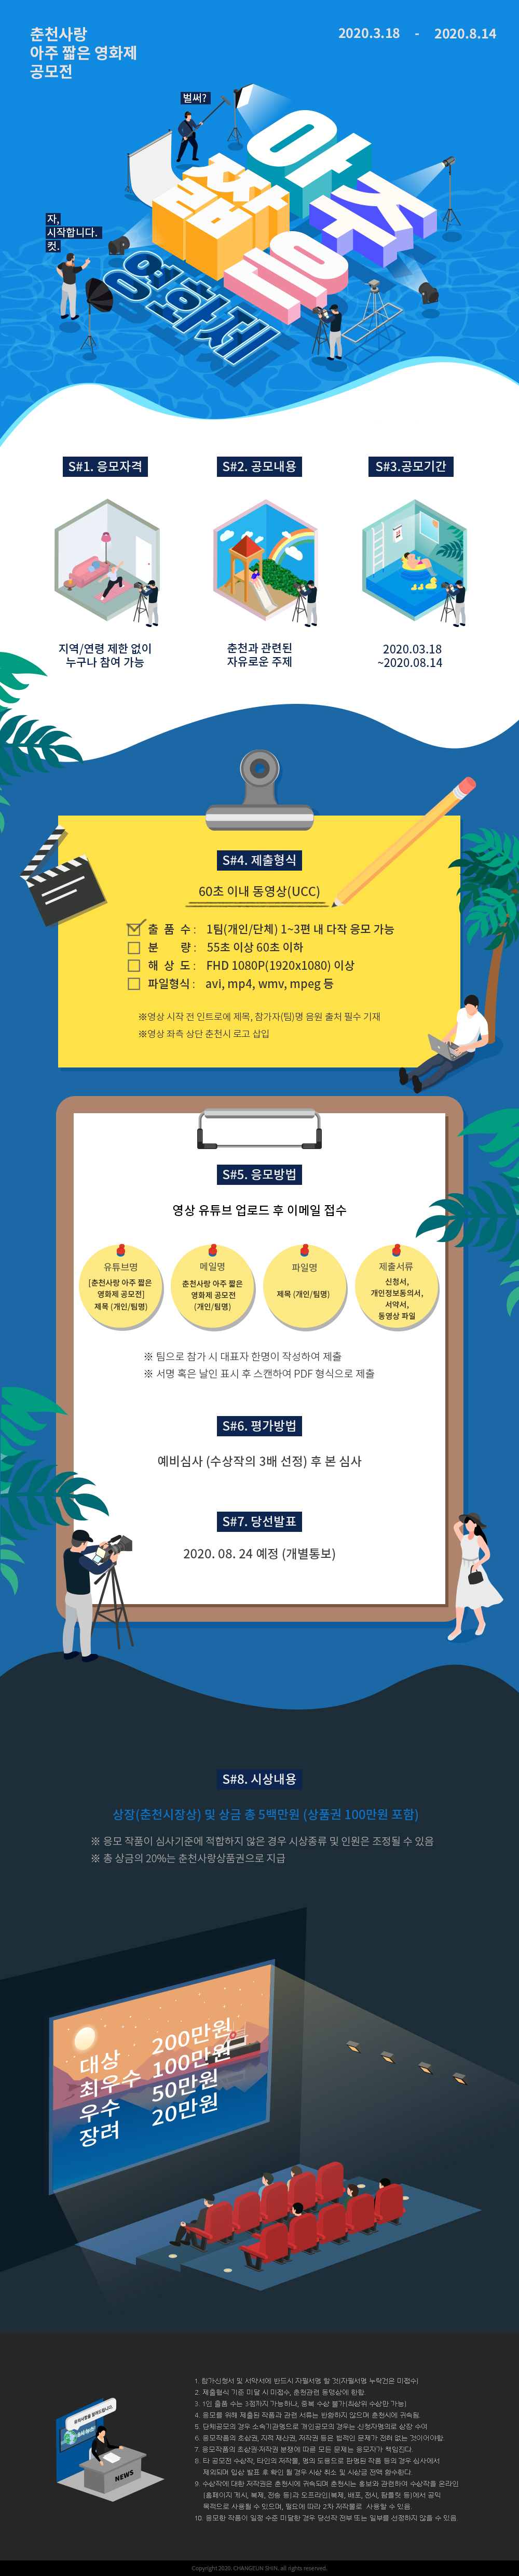 춘천사랑
아주 짧은 영화제
공모전
2020.3.18 - 2020.8.14
벌써?
자,
시작합니다.
컷.
아주
짧은
영화제
S#1. 응모자격
S#2. 공모내용
S#3.공모기간
지역/연령 제한 없이
누구나 참여 가능
춘천과 관련된
자유로운 주제
2020.03.18
~2020.08.14
S#4. 제출형식
60초 이내 동영상(UCC)
출 품 수 : 1팀(개인/단체) 1~3편 내 다작 응모 가능
분 량 : 55초 이상 60초 이하
해 상 도 : FHD 1080P(1920x1080) 이상
파일형식 : avi, mp4, wmv, mpeg 등
※영상 시작 전 인트로에 제목, 참가자(팀)명 음원 출처 필수 기재
※영상 좌측 상단 춘천시 로고 삽입
S#5. 응모방법
영상 유튜브 업로드 후 이메일 접수
유튜브명
[춘천사랑 아주 짧은
영화제 공모전]
제목 (개인/팀명)
메일명
춘천사랑 아주 짧은
영화제 공모전
(개인/팀명)
파일명
제목 (개인/팀명)
제출서류
신청서,
개인정보동의서,
서약서,
동영상 파일
※ 팀으로 참가 시 대표자 한명이 작성하여 제출
※ 서명 혹은 날인 표시 후 스캔하여 PDF 형식으로 제출
S#6. 평가방법
예비심사 (수상작의 3배 선정) 후 본 심사
S#7. 당선발표
2020. 08. 24 예정 (개별통보)
S#8. 시상내용
상장(춘천시장상) 및 상금 총 5백만원 (상품권 100만원 포함)
※ 응모 작품이 심사기준에 적합하지 않은 경우 시상종류 및 인원은 조정될 수 있음
※ 총 상금의 20%는 춘천사랑상품권으로 지급
대상 200만원
최우수 100만원
우수 50만원
장려 20만원
1. 참가신청서 및 서약서에 반드시 자필서명 할 것(자필서명 누락건은 미접수)
2. 제출형식 기준 미달 시 미접수, 춘천관련 동영상에 한함.
3. 1인 출품 수는 3점까지 가능하나, 중복 수상 불가(최상위 수상만 가능)
4. 응모를 위해 제출된 작품과 관련 서류는 반환하지 않으며 춘천시에 귀속됨.
5. 단체공모의 경우 소속기관명으로 개인공모의 경우는 신청자명의로 상장 수여
6. 응모작품의 초상권, 지적 재산권, 저작권 등은 법적인 문제가 전혀 없는 것이어야함.
7. 응모작품의 초상권·저작권 분쟁에 따른 모든 문제는 응모자가 책임진다.
8. 타 공모전 수상작, 타인의 저작물, 명의 도용으로 판명된 작품 등의 경우 심사에서
제외되며 입상 발표 후 확인 될 경우 시상 취소 및 시상금 전액 환수한다.
9. 수상작에 대한 저작권은 춘천시에 귀속되며 춘천시는 홍보와 관련하여 수상작을 온라인
(홈페이지 게시, 복제, 전송 등)과 오프라인(복제, 배포, 전시, 팜플릿 등)에서 공익
목적으로 사용될 수 있으며, 필요에 따라 2차 저작물로 사용할 수 있음.
10. 응모한 작품이 일정 수준 미달한 경우 당선작 전부 또는 일부를 선정하지 않을 수 있음.
NEWS
Copyright 2020. CHANGEUN SHIN. all rights reserved.